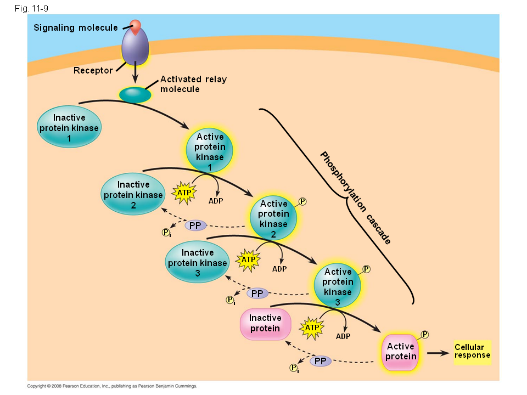 Fig. 11-9
Signaling molecule
Receptor
Activated relay
molecule
Inactive
protein kinase
1
Active
protein
kinase
1
Phosphorylation cascade
Inactive
protein kinase
2
ATP
ADP
P
Active
protein
kinase
2
PP
Pi
Inactive
protein kinase
3
ATP
ADP
P
Active
protein
kinase
3
PP
Pi
Inactive
protein
ATP
ADP
P
Active
protein
Cellular
response
PP
Pi
Copyright © 2008 Pearson Education, Inc., publishing as Pearson Benjamin Cummings.